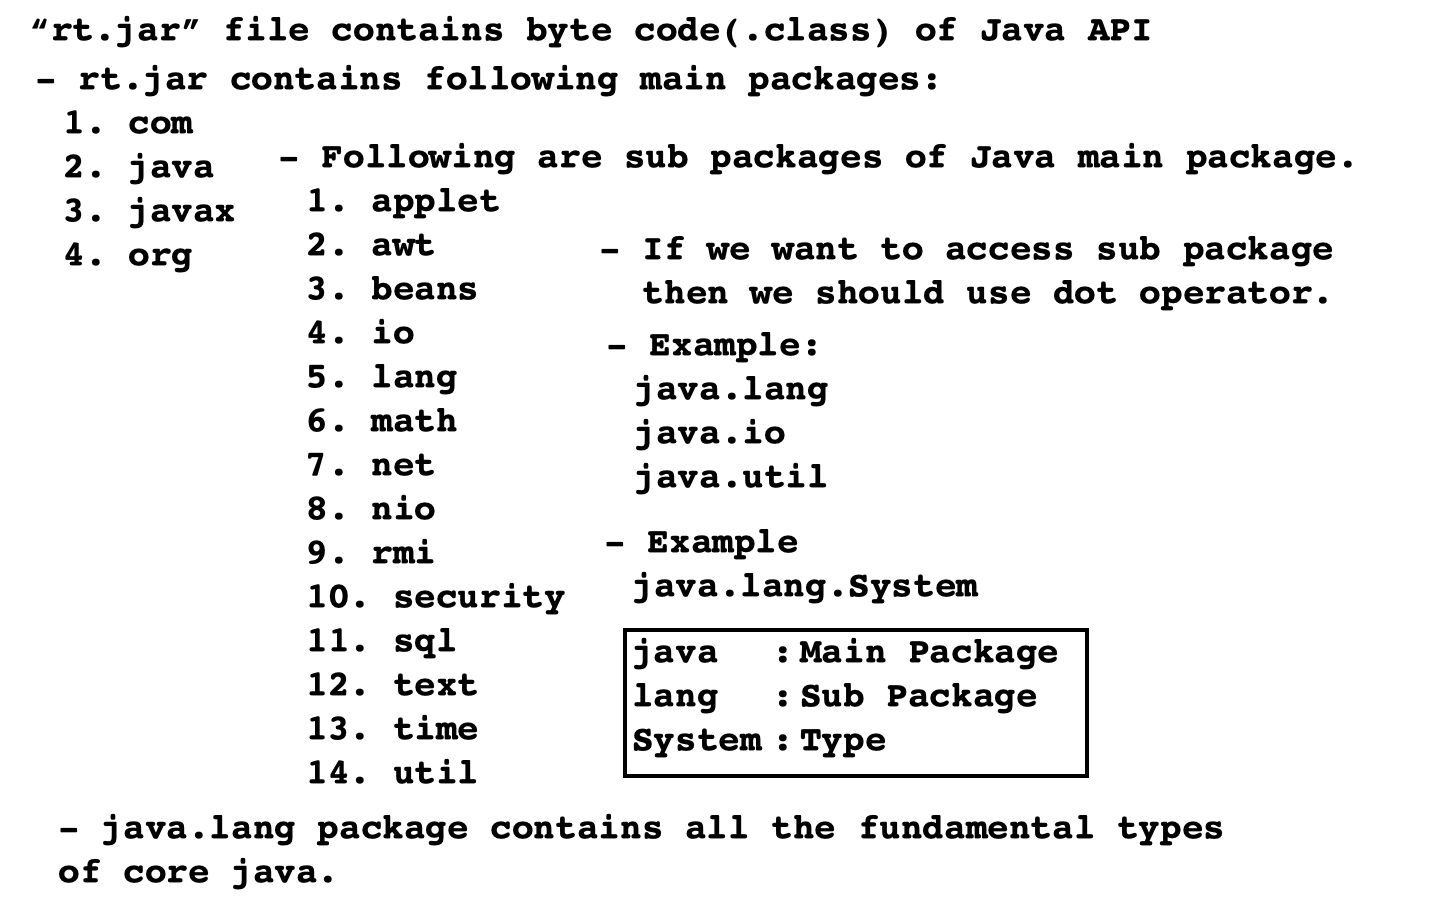 “rt.jar” file contains byte code(.class) of Java API
– rt.jar contains following main packages:
1. com
2. java
3. javax
4. org
– Following are sub packages of Java main package.
1. applet
2. awt
3. beans
4. io
5. lang
6. math
7. net
8. nio
9. rmi
10. security
11. sql
12. text
13. time
14. util
– If we want to access sub package
then we should use dot operator.
– Example:
java.lang
java.io
java.util
– Example
java.lang.System
java :Main Package
lang :Sub Package
System :Type
– java.lang package contains all the fundamental types
of core java.